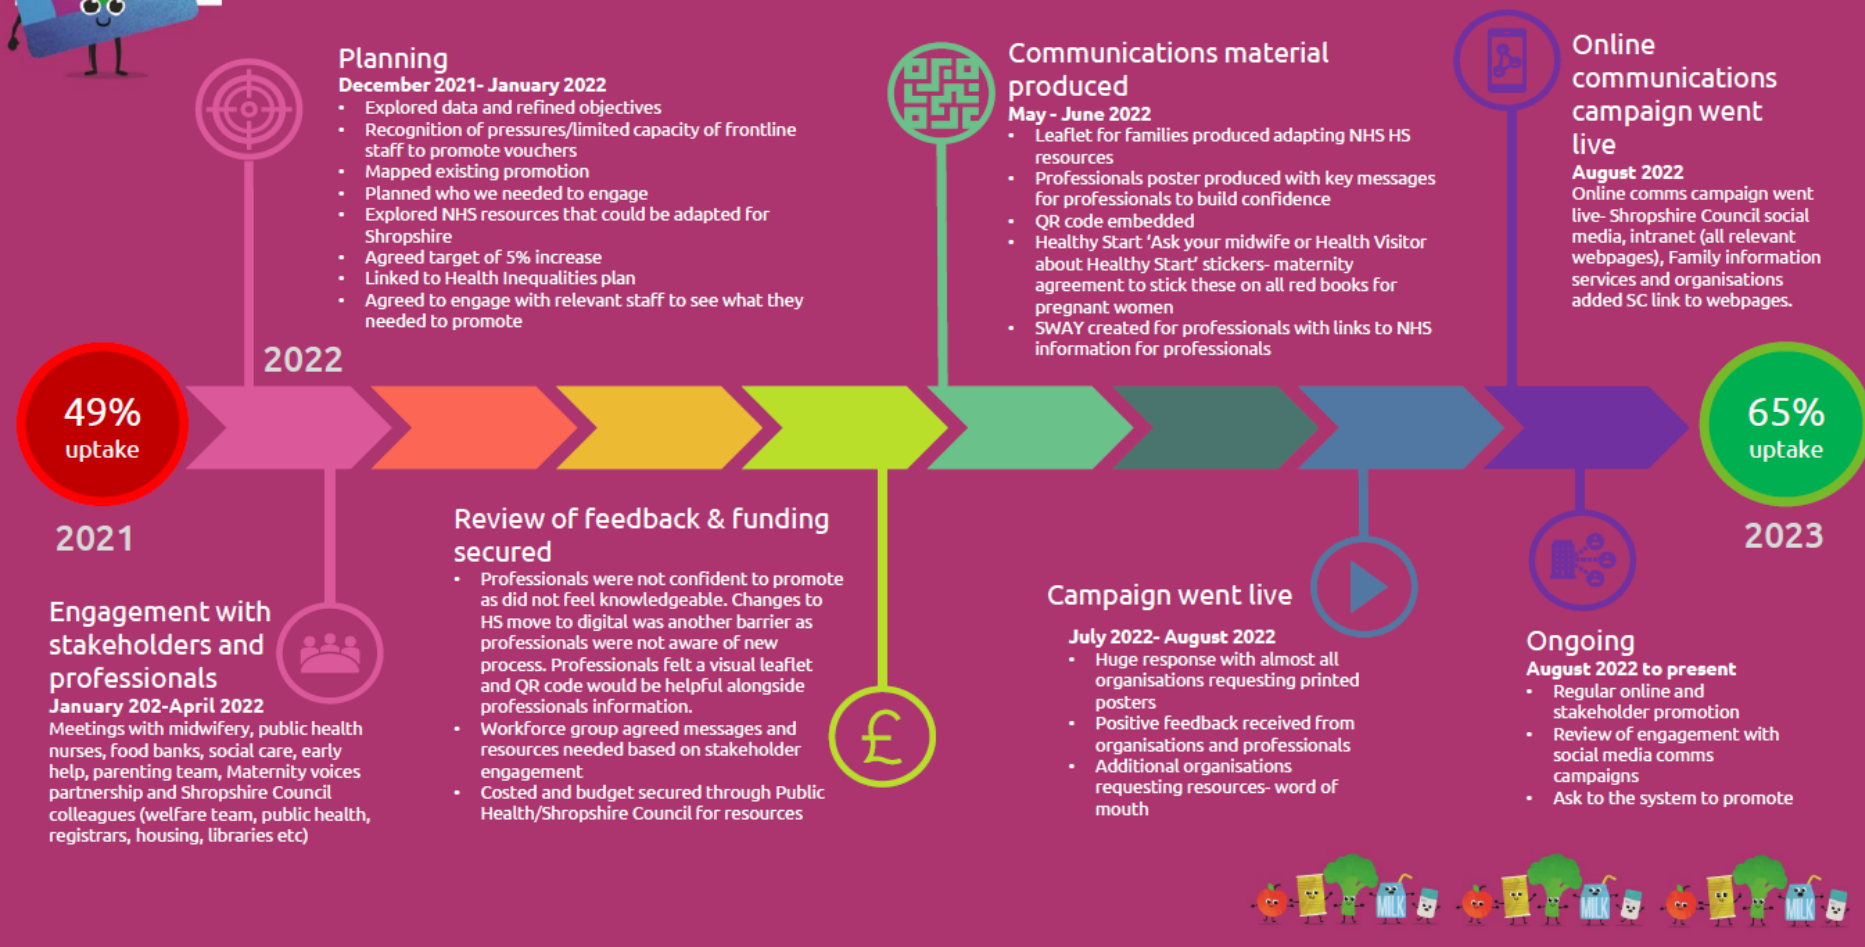 Planning
December 2021- January 2022
• Explored data and refined objectives
• Recognition of pressures/limited capacity of frontline
staff to promote vouchers
• Mapped existing promotion
• Planned who we needed to engage
• Explored NHS resources that could be adapted for
Shropshire
• Agreed target of 5% increase
• Linked to Health Inequalities plan
• Agreed to engage with relevant staff to see what they
needed to promote
Communications material
produced
May - June 2022
• Leaflet for families produced adapting NHS HS
resources
• Professionals poster produced with key messages
for professionals to build confidence
• QR code embedded
• Healthy Start 'Ask your midwife or Health Visitor
about Healthy Start' stickers- maternity
agreement to stick these on all red books for
pregnant women
• SWAY created for professionals with links to NHS
information for professionals
Online
communications
campaign went
live
August 2022
Online comms campaign went
live- Shropshire Council social
media, intranet (all relevant
webpages), Family information
services and organisations
added SC link to webpages.
2022
49%
uptake
2021
65%
uptake
2023
Engagement with
stakeholders and
professionals
January 202-April 2022
Meetings with midwifery, public health
nurses, food banks, social care, early
help, parenting team, Maternity voices
partnership and Shropshire Council
colleagues (welfare team, public health,
registrars, housing, libraries etc)
Review of feedback & funding
secured
• Professionals were not confident to promote
as did not feel knowledgeable. Changes to
HS move to digital was another barrier as
professionals were not aware of new
process. Professionals felt a visual leaflet
and QR code would be helpful alongside
professionals information.
• Workforce group agreed messages and
resources needed based on stakeholder
engagement
• Costed and budget secured through Public
Health/Shropshire Council for resources
£
Campaign went live
July 2022- August 2022
• Huge response with almost all
organisations requesting printed
posters
• Positive feedback received from
organisations and professionals
• Additional organisations
requesting resources- word of
mouth
Ongoing
August 2022 to present
• Regular online and
stakeholder promotion
• Review of engagement with
social media comms
campaigns
• Ask to the system to promote
MILK
MILK
MILK